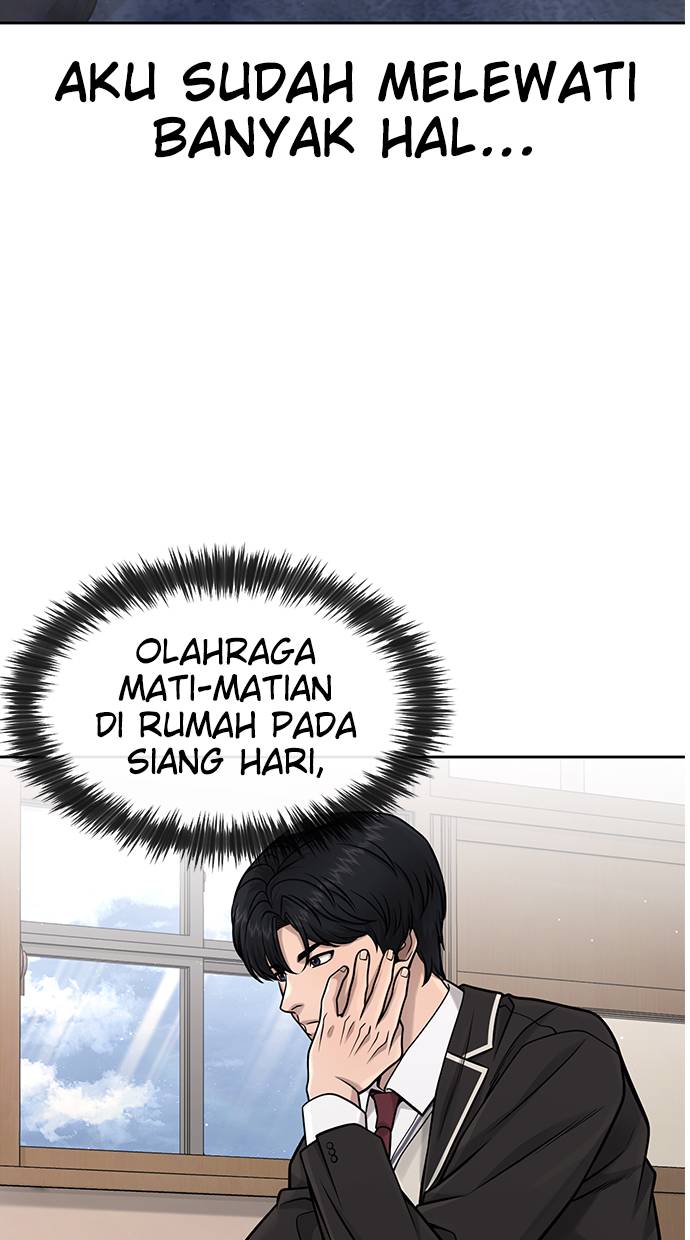 AKU SUDAH MELEWATI
BANYAK HAL...
OLAHRAGA
MATI-MATIAN
DI RUMAH PADA
SIANG HARI,